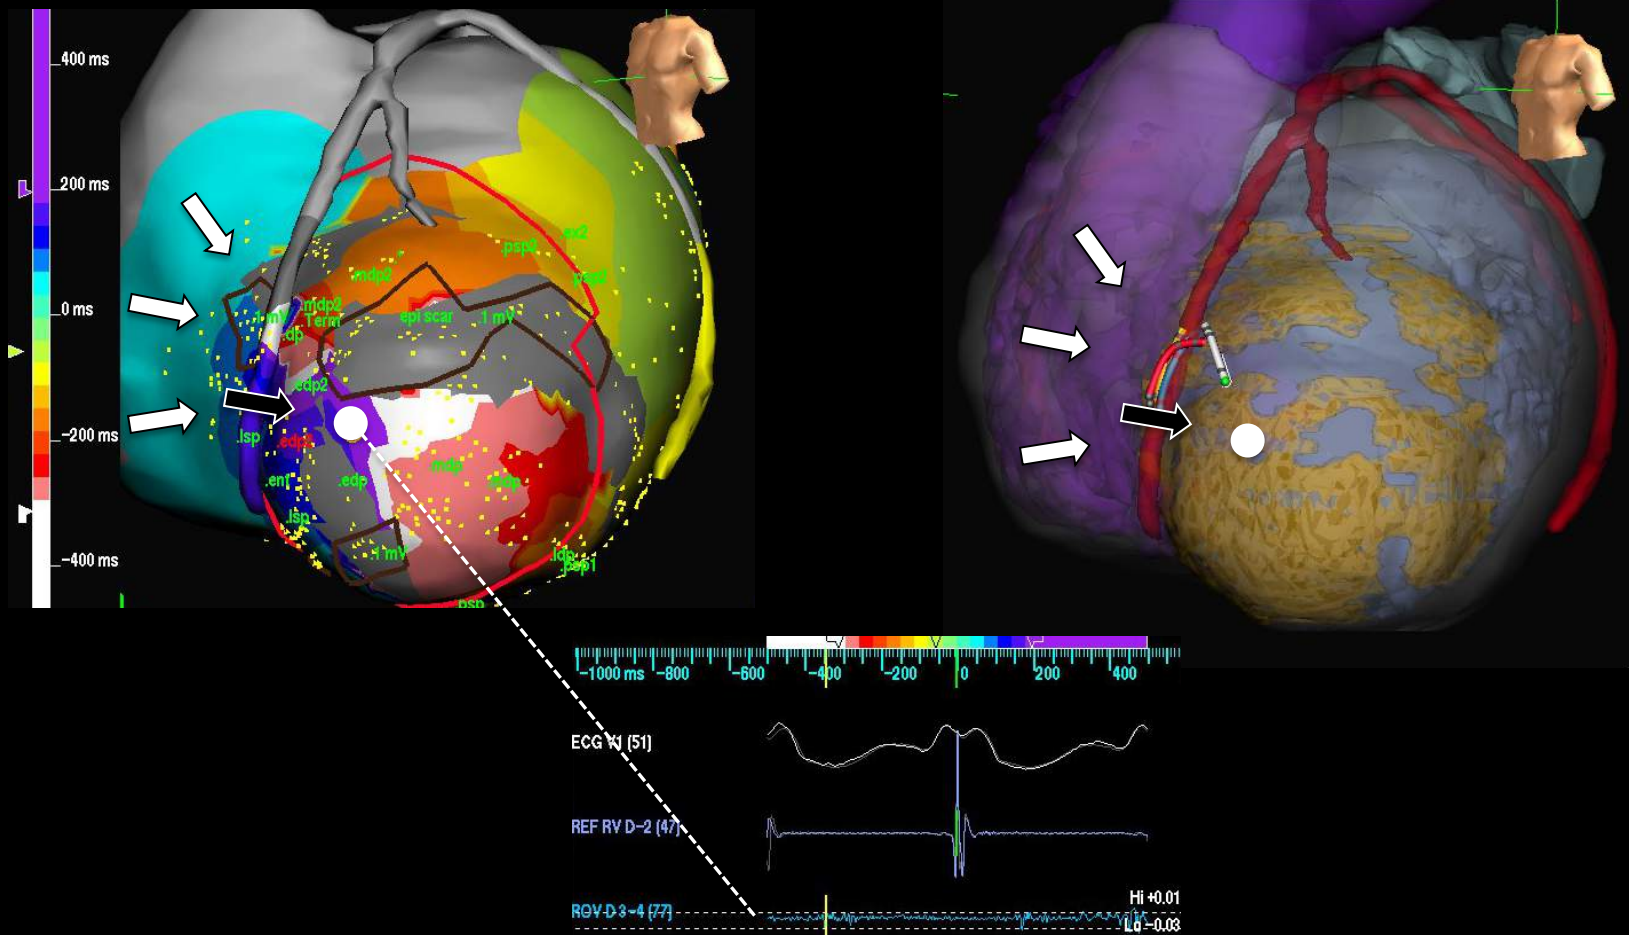 400 ms
200 ms
0 ms
-200 ms
-400 ms
.psp2
ex2
.mdp2
psp2
.mdp2
.1 mV
Term
epi scar
.1 mV
.dp
.edp2
.lsp
.edp2
.mdp
.ent
.edp
mdp
.lsp
.1 mV
.ldp
.psp1
psp
-1000 ms -800 -600 -400 -200 0 200 400
ECG V1 (51)
REF RV D-2 (47)
ROV D 3-4 (77)
Hi +0.01
Lo -0.03